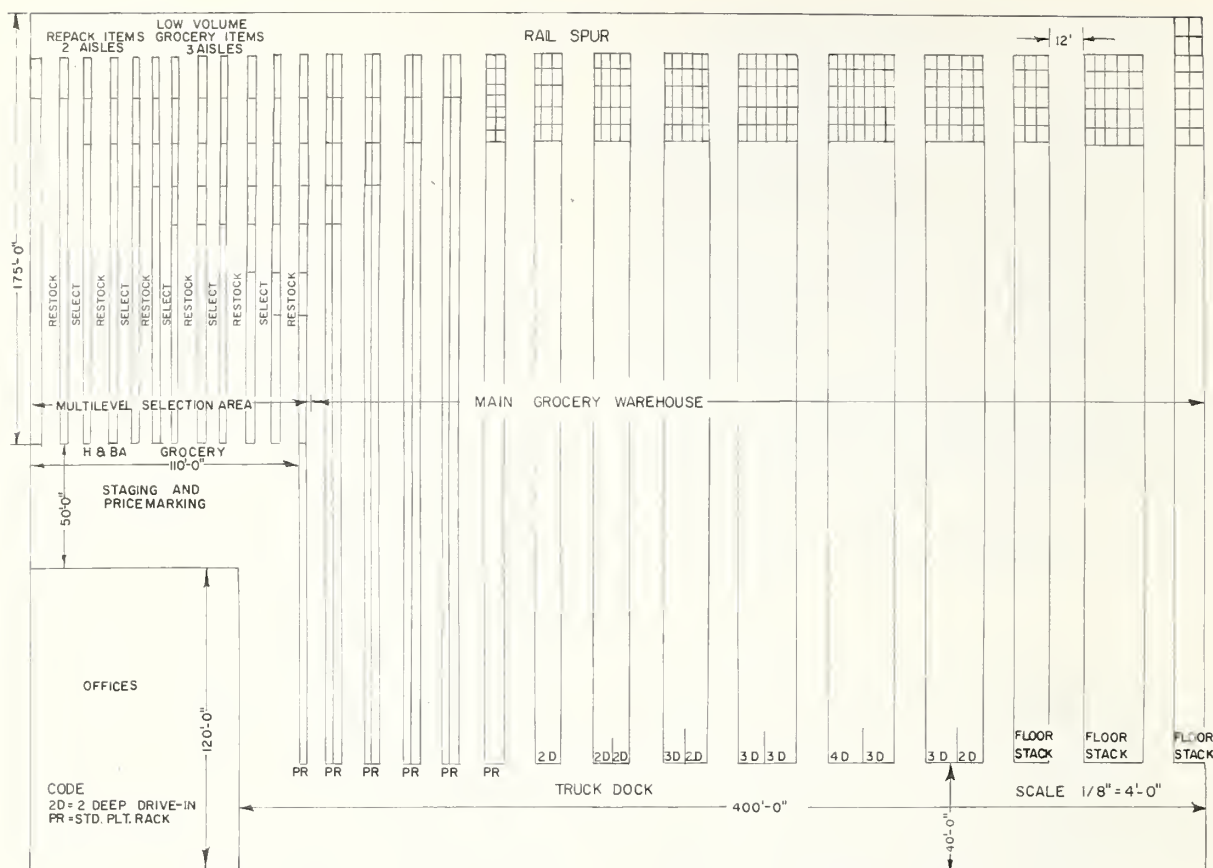 LOW VOLUME
REPACK ITEMS GROCERY ITEMS
2 AISLES 3 AISLES
RAIL SPUR
12'
175'-0"
RESTOCK
SELECT
RESTOCK
SELECT
RESTOCK
SELECT
RESTOCK
SELECT
RESTOCK
SELECT
RESTOCK
MULTILEVEL SELECTION AREA
MAIN GROCERY WAREHOUSE
H & BA GROCERY
110'-0"
STAGING AND
PRICE MARKING
50'-0"
OFFICES
120'-0"
CODE
2D = 2 DEEP DRIVE-IN
PR = STD. PLT. RACK
PR
PR
PR
PR
PR
PR
2D
2D 2D
3D 2D
3D 3D
4D 3D
3D 2D
FLOOR
STACK
FLOOR
STACK
FLOOR
STACK
TRUCK DOCK
SCALE 1/8" = 4'-0"
400'-0"
40'-0"